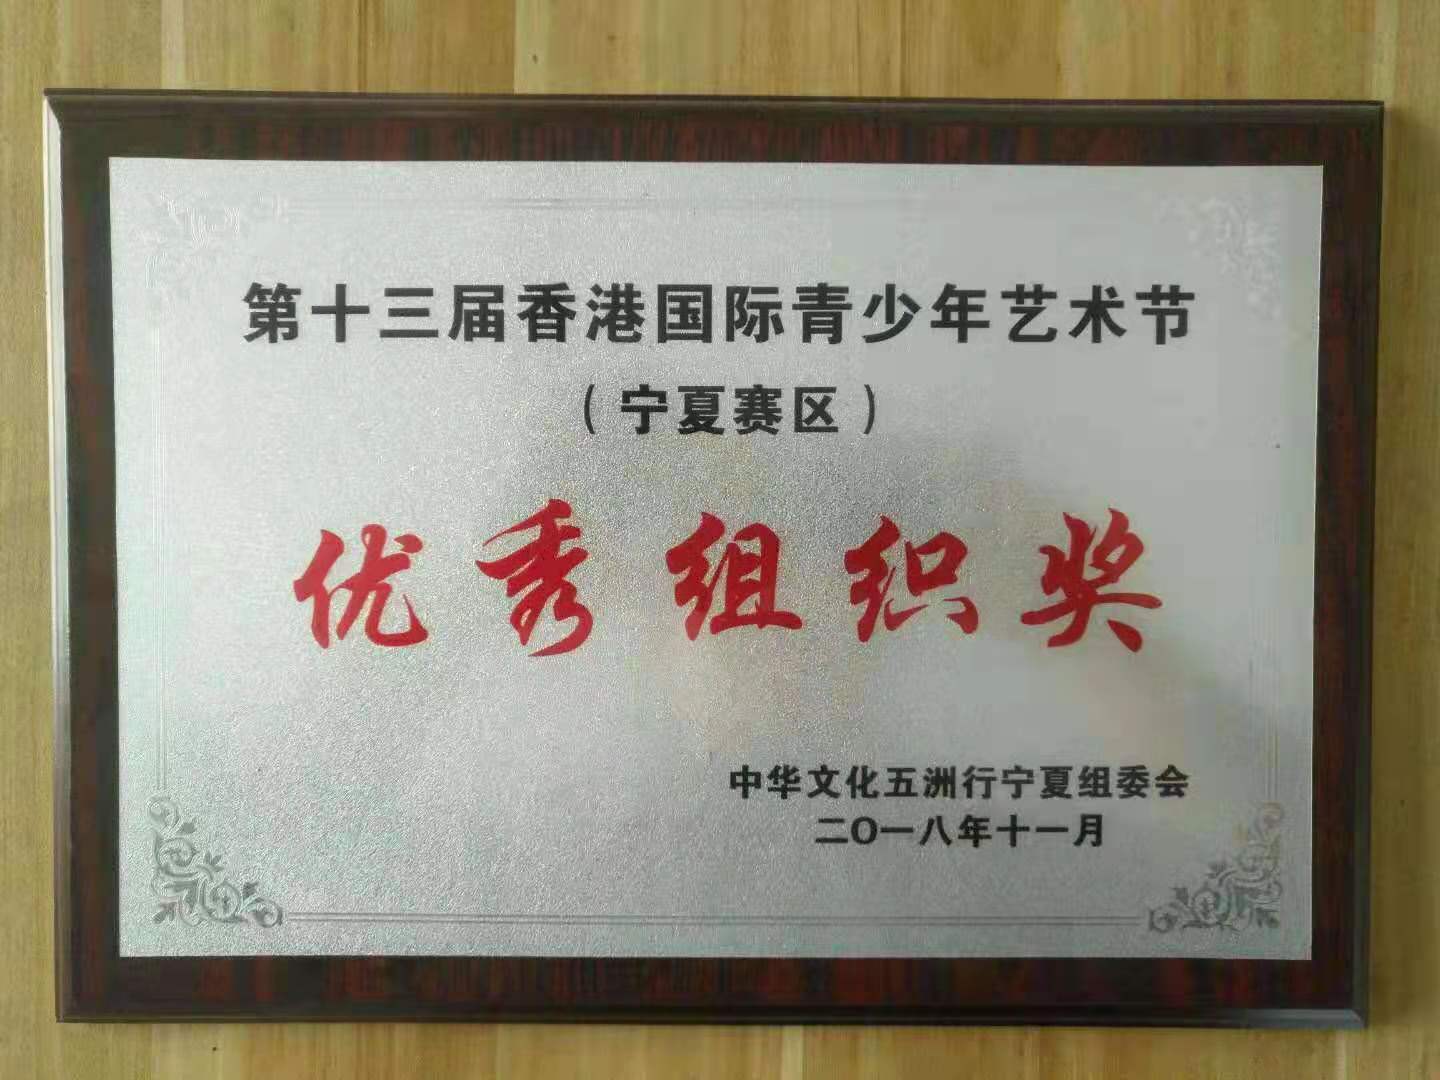 第十三届香港国际青少年艺术节
（宁夏赛区）
优秀组织奖
中华文化五洲行宁夏组委会
二〇一八年十一月